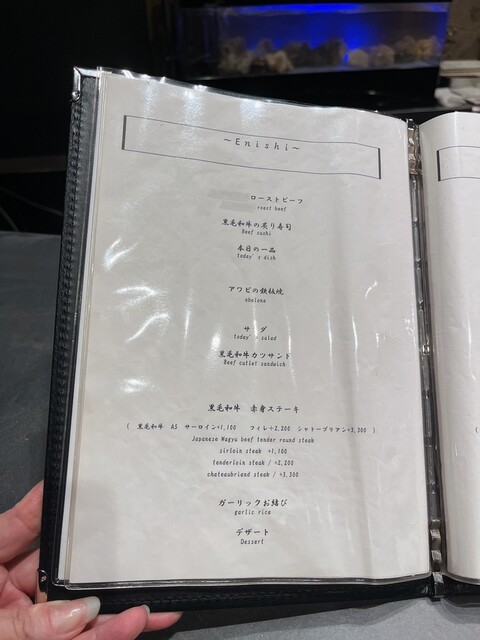 ～Enishi～
ローストビーフ
roast beef
黒毛和牛の炙り寿司
Beef sushi
本日の一品
today's dish
アワビの鉄板焼
abalone
サ ダ
today' salad
黒毛和牛カツサンド
Beef cutlet sandwich
黒毛和牛 赤身ステーキ
( 黒毛和牛 A5 サーロイン+1,100 フィレ+2,200 シャトーブリアン+3,300 )
Japanese Wagyu beef tender round steak
sirloin steak +1,100
tenderloin steak / +2,200
chateaubriand steak / +3,300
ガーリックお結び
garlic rice
デザート
Dessert